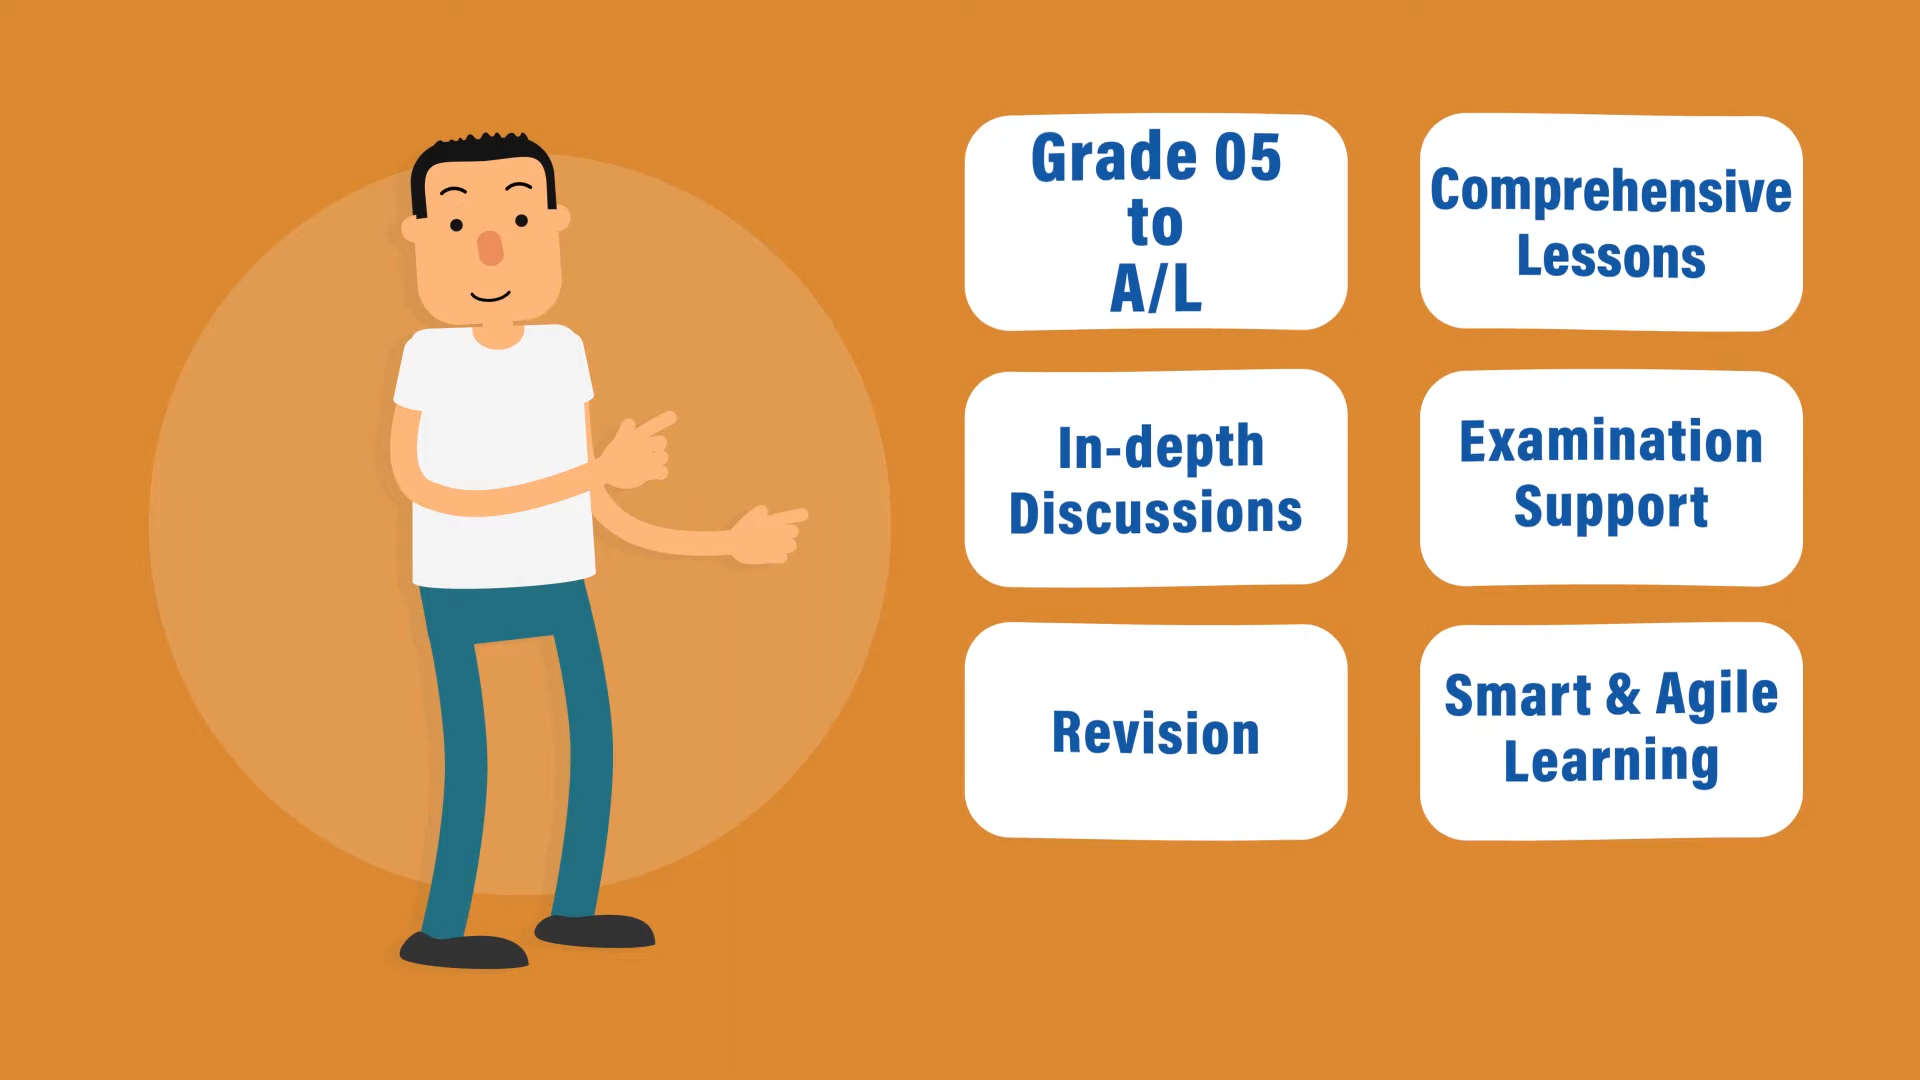 Grade 05
to
A/L
Comprehensive
Lessons
In-depth
Discussions
Examination
Support
Revision
Smart & Agile
Learning